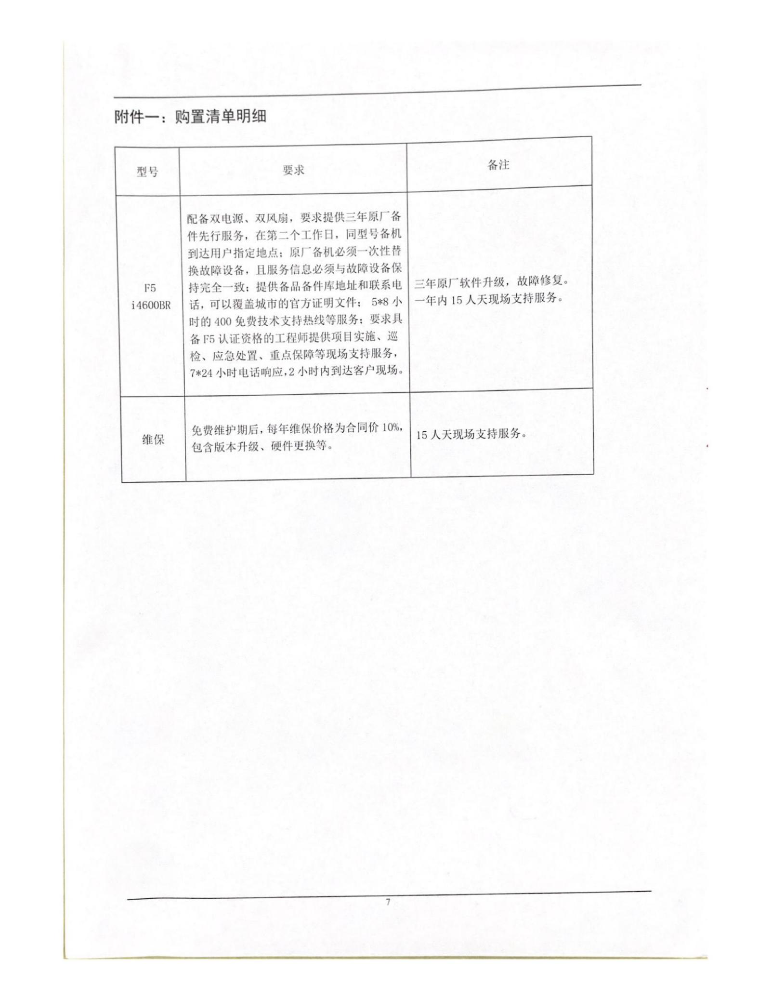 附件一：购置清单明细
型号
要求
备注
F5
i4600BR
配备双电源、双风扇，要求提供三年原厂备
件先行服务，在第二个工作日，同型号备机
到达用户指定地点；原厂备机必须一次性替
换故障设备，且服务信息必须与故障设备保
持完全一致；提供备品备件库地址和联系电
话，可以覆盖城市的官方证明文件； 5*8 小
时的 400 免费技术支持热线等服务；要求具
备 F5 认证资格的工程师提供项目实施、巡
检、应急处置、重点保障等现场支持服务，
7*24 小时电话响应，2 小时内到达客户现场。
三年原厂软件升级，故障修复。
一年内 15 人天现场支持服务。
维保
免费维护期后，每年维保价格为合同价 10%，
包含版本升级、硬件更换等。
15 人天现场支持服务。
7